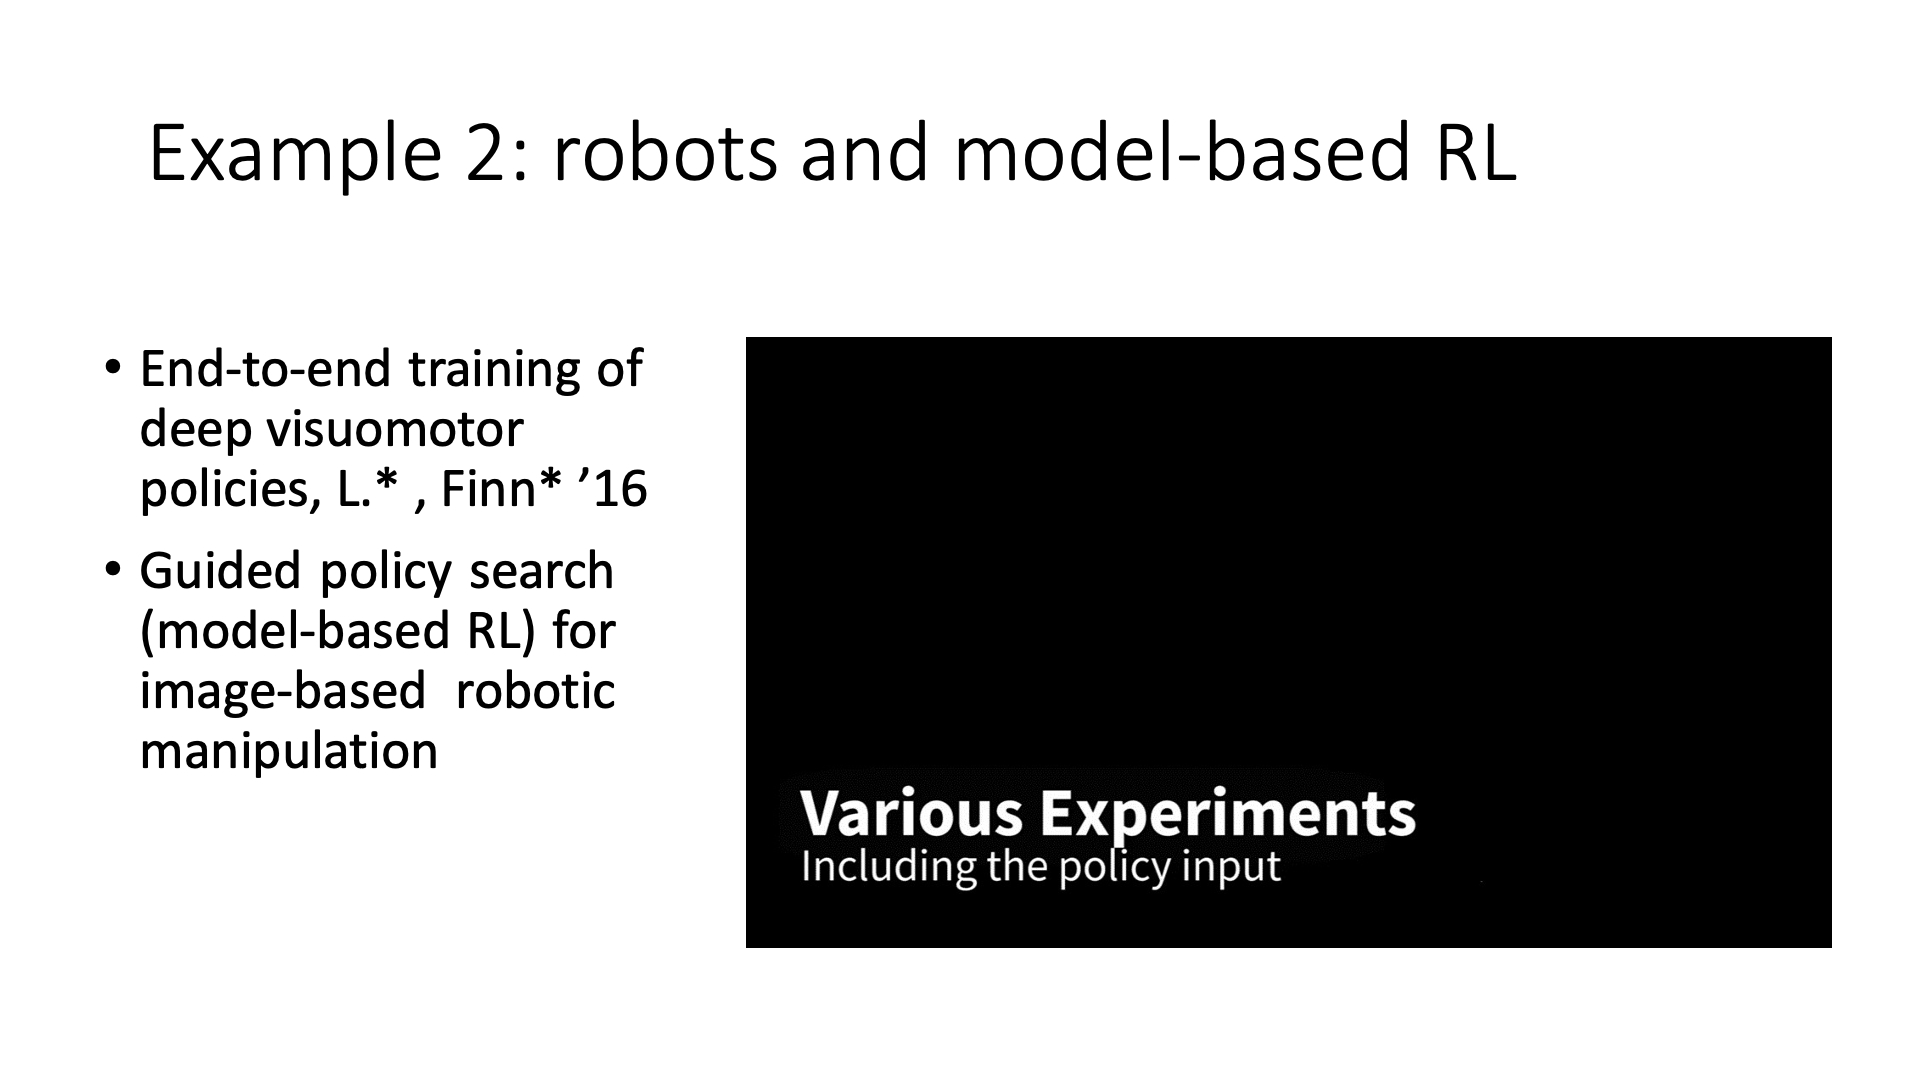 Example 2: robots and model-based RL
• End-to-end training of
deep visuomotor
policies, L.* , Finn* ’16
• Guided policy search
(model-based RL) for
image-based  robotic
manipulation
Various Experiments
Including the policy input